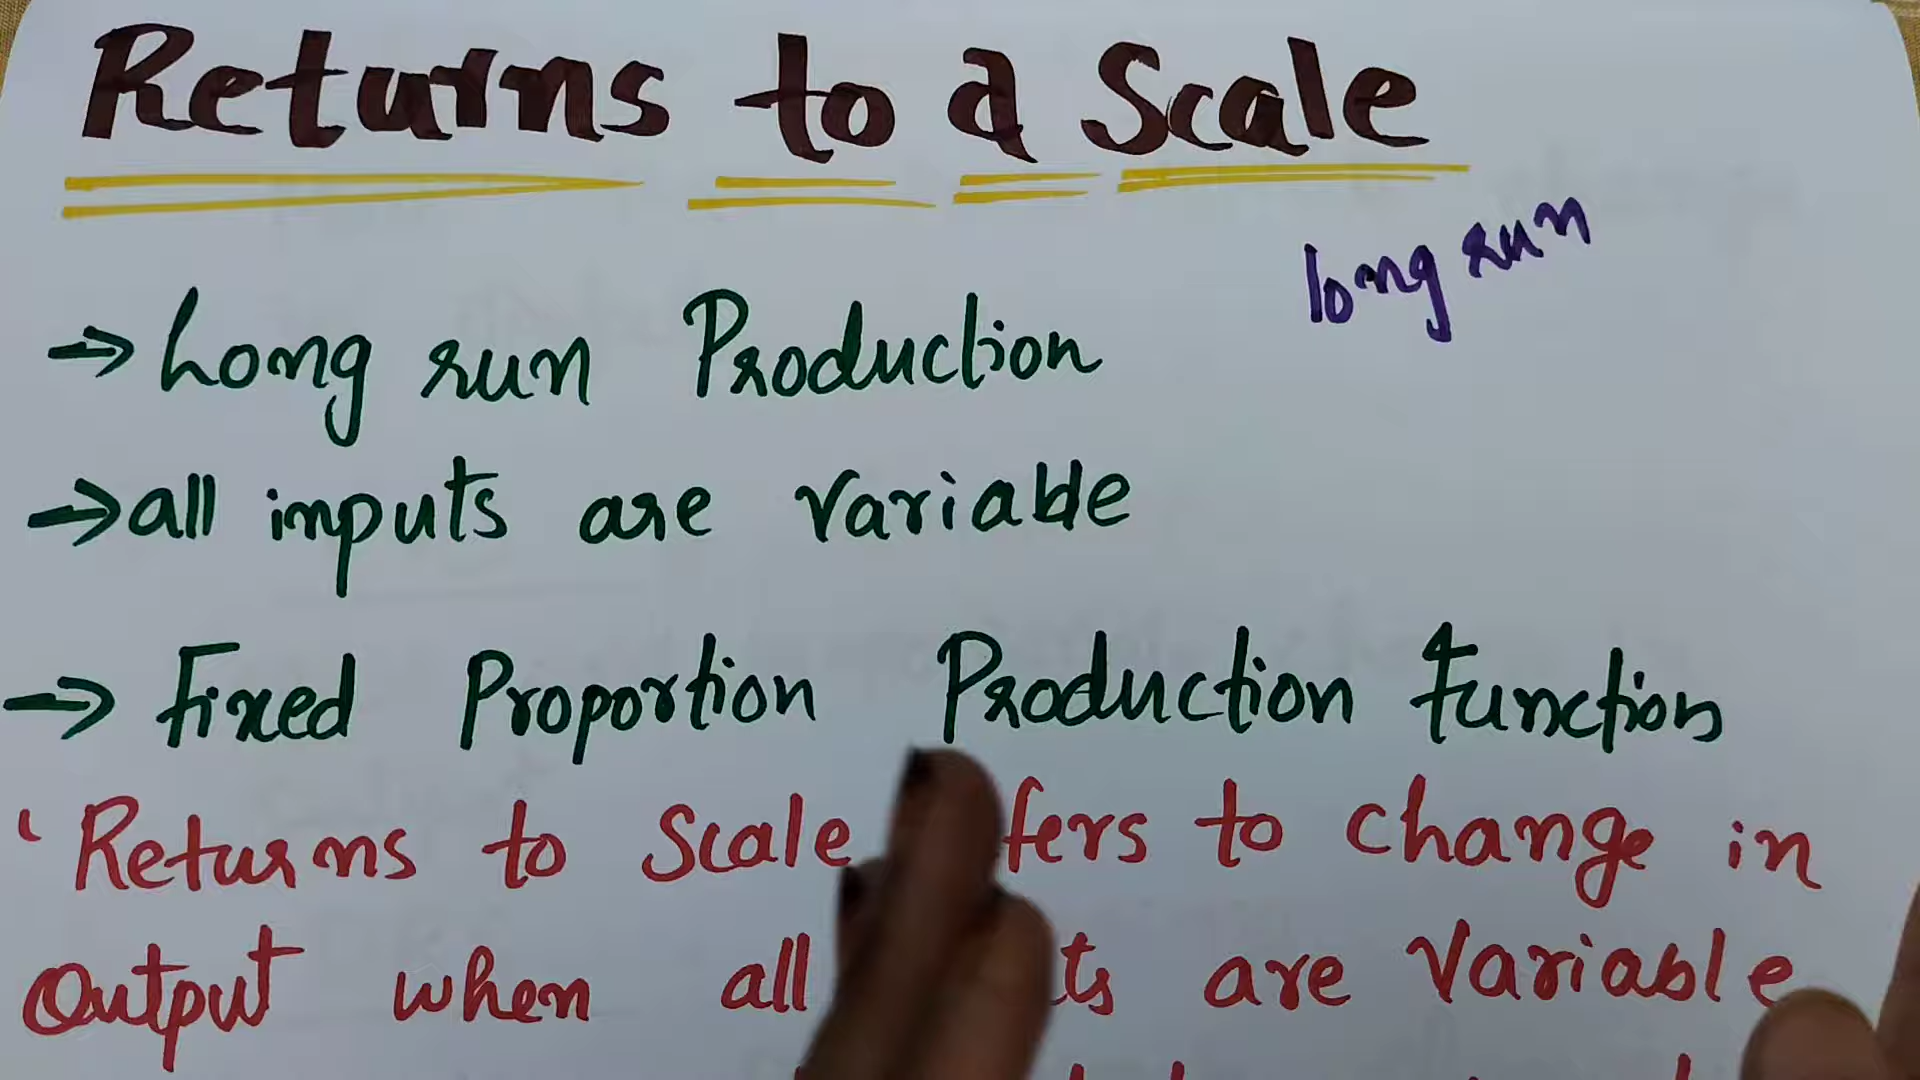 Returns to a Scale
long run
→ Long run Production
→ all inputs are variable
→ Fixed Proportion Production function
‘Returns to Scale fers to change in
Output when all ts are Variable